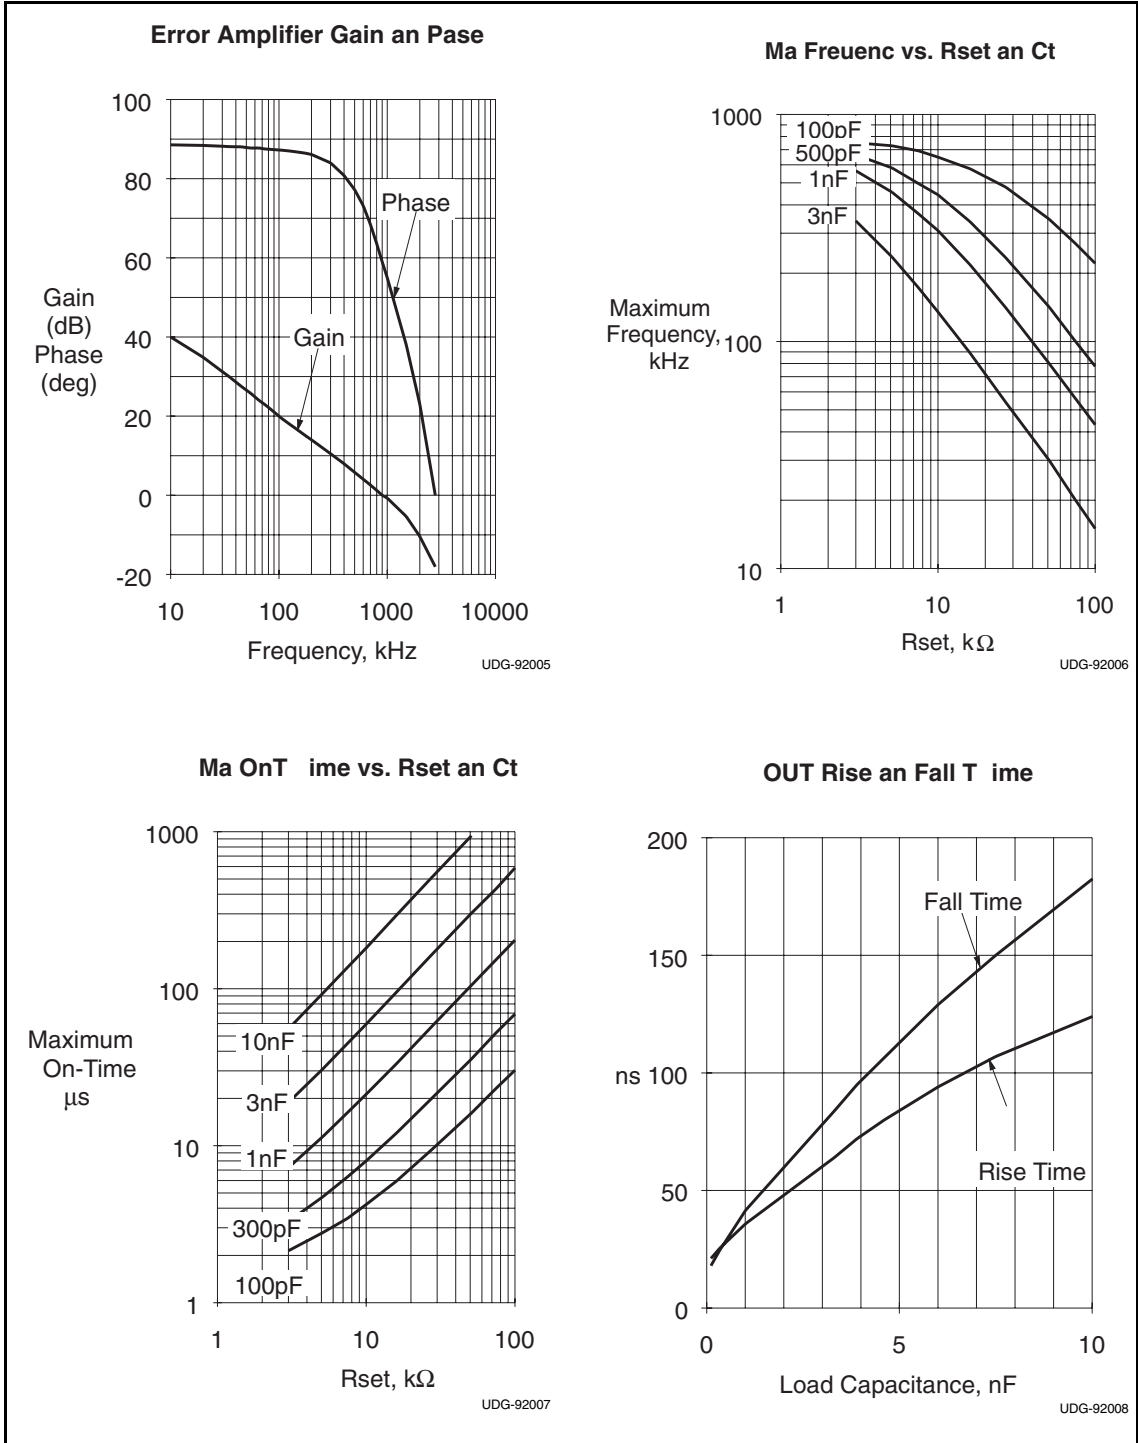 Error Amplifier Gain an Pase
100
80
60
40
20
0
-20
Gain
(dB)
Phase
(deg)
Phase
Gain
10
100
1000
10000
Frequency, kHz
UDG-92005
Ma Freuenc vs. Rset an Ct
1000
100
10
100pF
500pF
1nF
3nF
Maximum
Frequency,
kHz
1
10
100
Rset, kΩ
UDG-92006
Ma OnT ime vs. Rset an Ct
1000
100
10
1
10nF
3nF
1nF
300pF
100pF
Maximum
On-Time
µs
1
10
100
Rset, kΩ
UDG-92007
OUT Rise an Fall T ime
200
150
ns 100
50
0
Fall Time
Rise Time
0
5
10
Load Capacitance, nF
UDG-92008